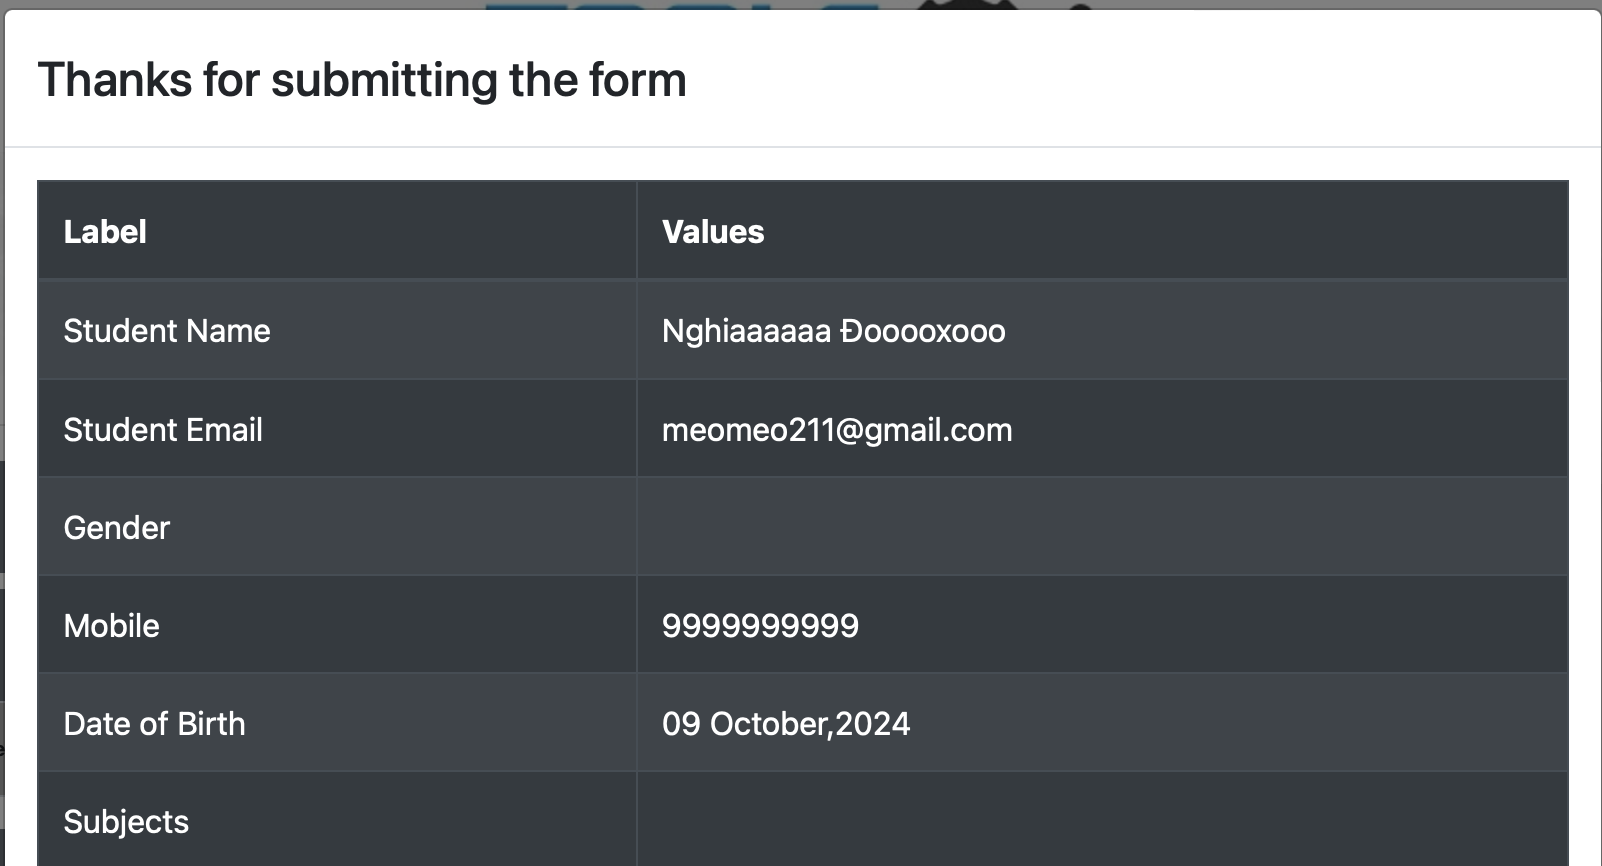 Thanks for submitting the form
Label Values
Student Name Nghiaaaaaa Đooooxooo
Student Email meomeo211@gmail.com
Gender
Mobile 9999999999
Date of Birth 09 October,2024
Subjects